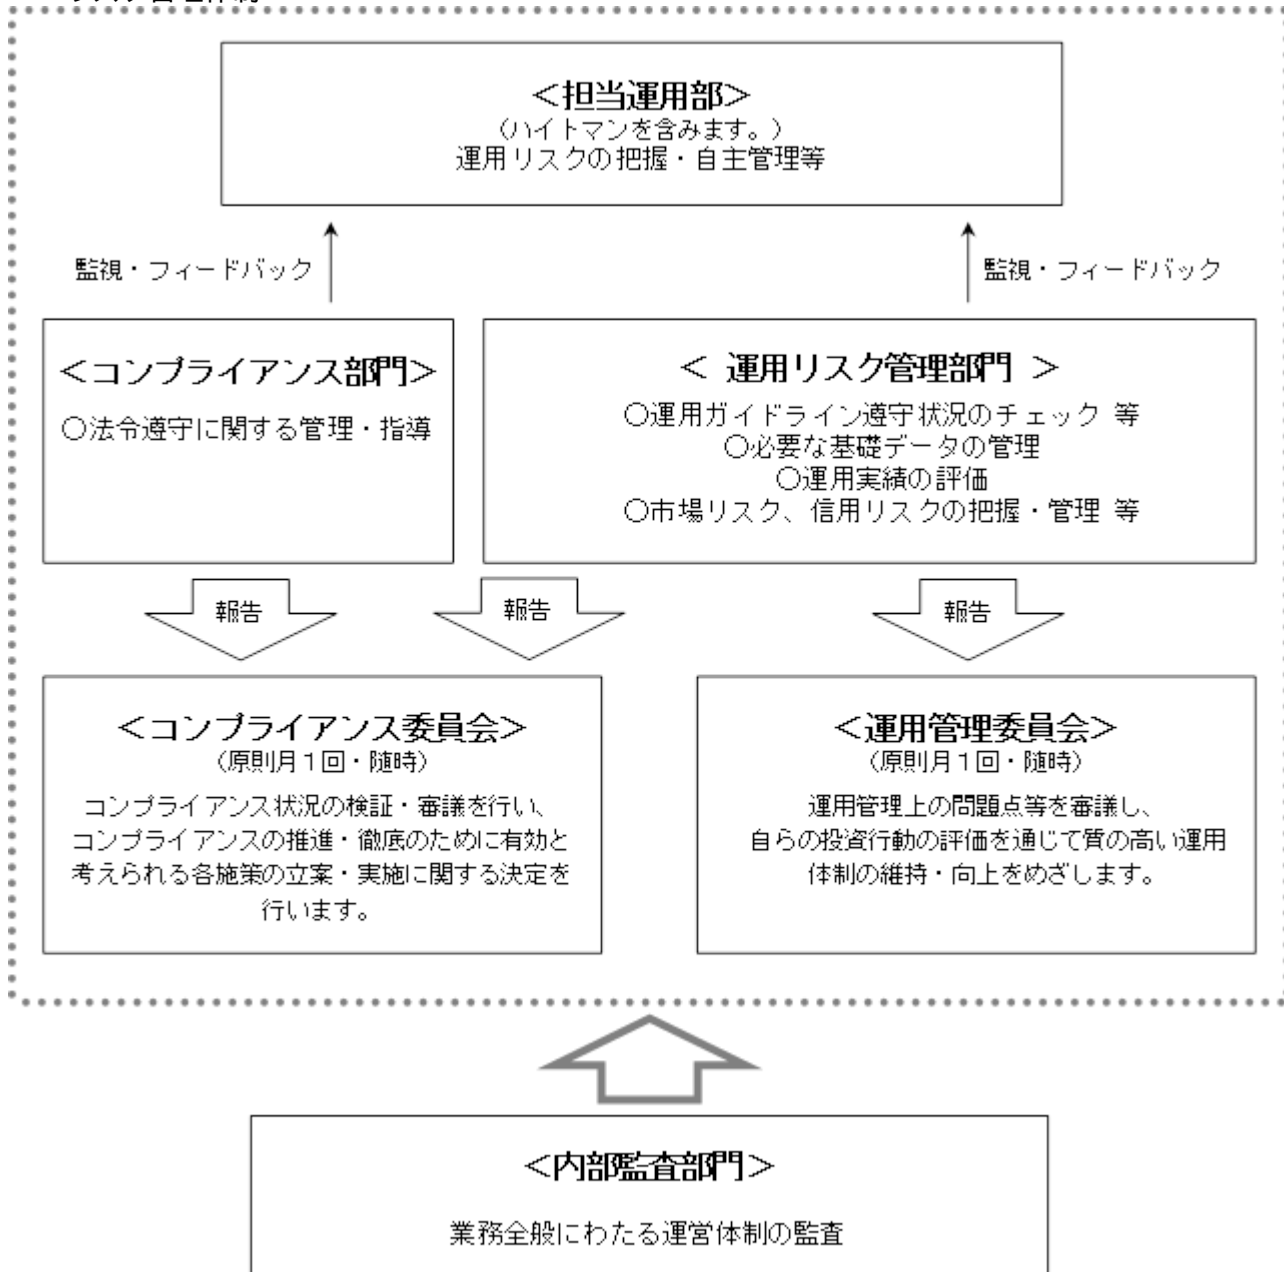 ＜担当運用部＞
（ハイトマンを含みます。）
運用リスクの把握・自主管理等
監視・フィードバック
監視・フィードバック
＜コンプライアンス部門＞
○法令遵守に関する管理・指導
＜ 運用リスク管理部門 ＞
○運用ガイドライン遵守状況のチェック 等
○必要な基礎データの管理
○運用実績の評価
○市場リスク、信用リスクの把握・管理 等
報告
報告
報告
＜コンプライアンス委員会＞
（原則月１回・随時）
コンプライアンス状況の検証・審議を行い、
コンプライアンスの推進・徹底のために有効と
考えられる各施策の立案・実施に関する決定を
行います。
＜運用管理委員会＞
（原則月１回・随時）
運用管理上の問題点等を審議し、
自らの投資行動の評価を通じて質の高い運用
体制の維持・向上をめざします。
＜内部監査部門＞
業務全般にわたる運営体制の監査